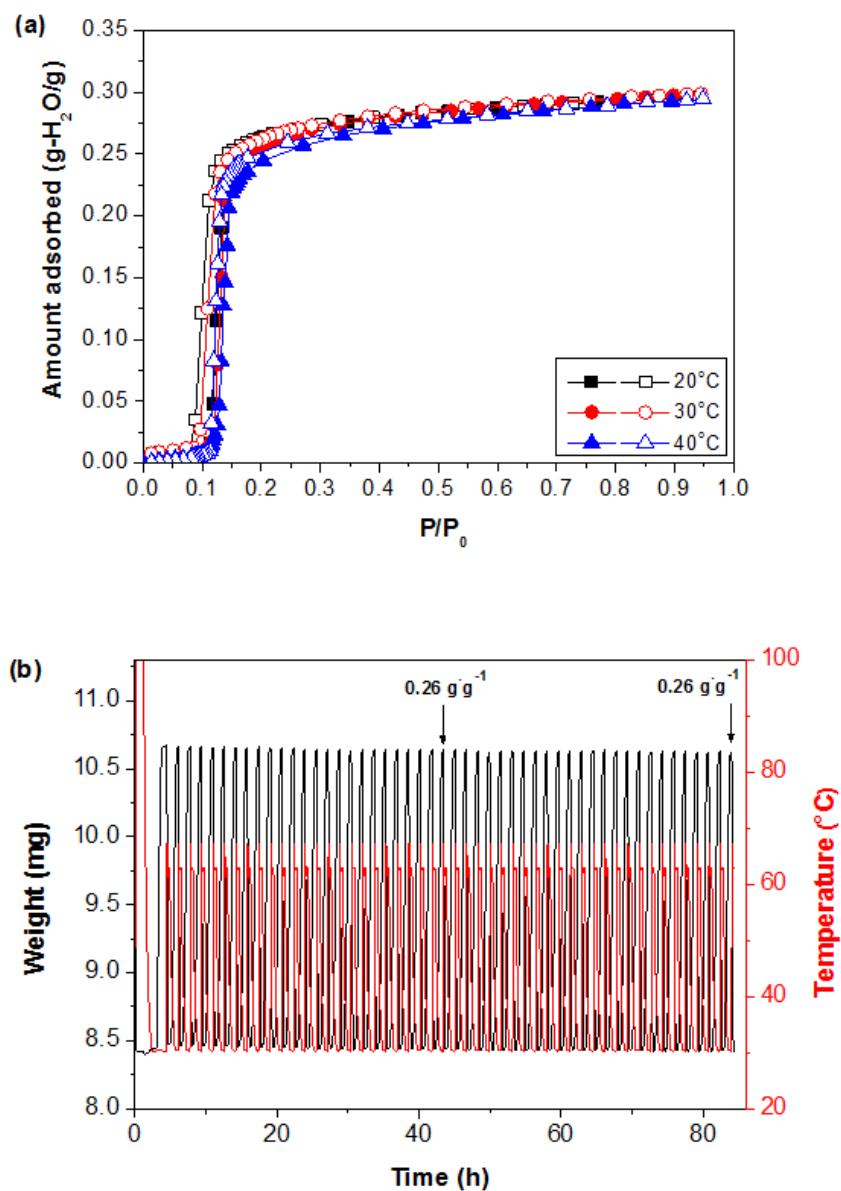 (a)
0.35
0.30
0.25
0.20
0.15
0.10
0.05
0.00
Amount adsorbed (g-H₂O/g)
20°C
30°C
40°C
0.0 0.1 0.2 0.3 0.4 0.5 0.6 0.7 0.8 0.9 1.0
P/P₀
(b)
0.26 g·g⁻¹ 0.26 g·g⁻¹
11.0
10.5
10.0
9.5
9.0
8.5
8.0
Weight (mg)
100
80
60
40
20
Temperature (°C)
0 20 40 60 80
Time (h)